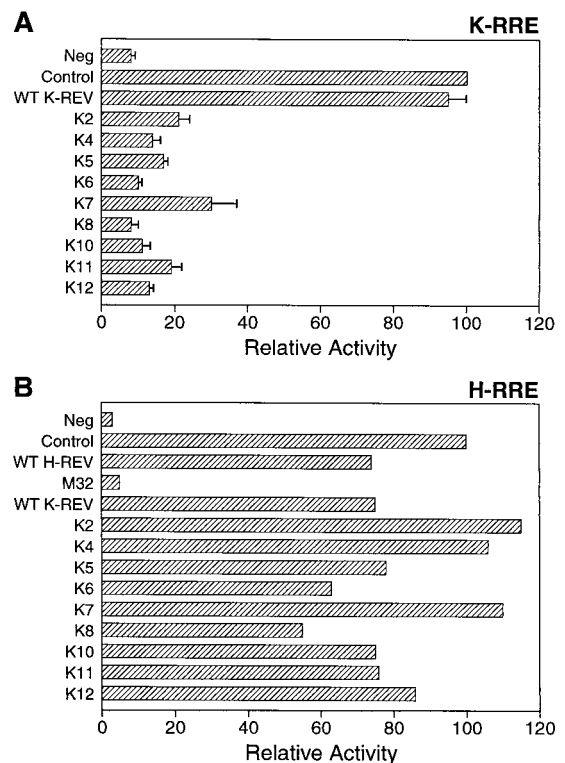 A
K-RRE
Neg
Control
WT K-REV
K2
K4
K5
K6
K7
K8
K10
K11
K12
0 20 40 60 80 100 120
Relative Activity
B
H-RRE
Neg
Control
WT H-REV
M32
WT K-REV
K2
K4
K5
K6
K7
K8
K10
K11
K12
0 20 40 60 80 100 120
Relative Activity